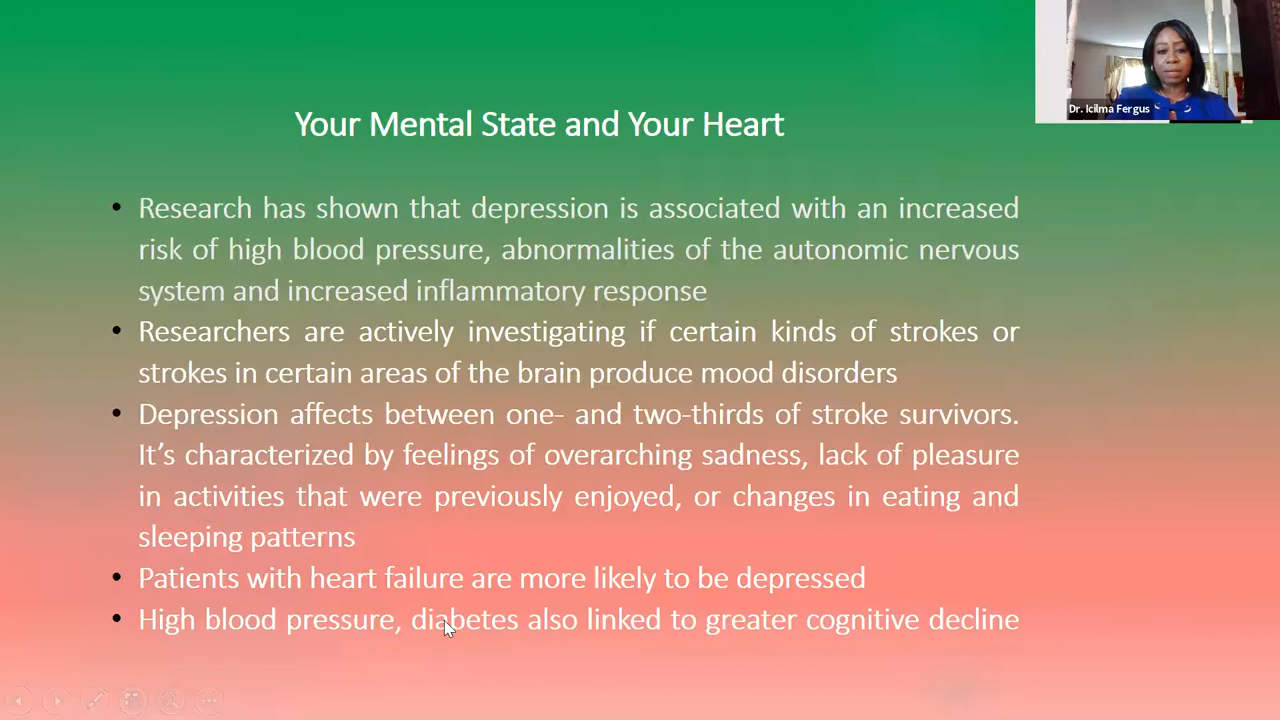 Dr. Icilma Fergus
Your Mental State and Your Heart
• Research has shown that depression is associated with an increased
risk of high blood pressure, abnormalities of the autonomic nervous
system and increased inflammatory response
• Researchers are actively investigating if certain kinds of strokes or
strokes in certain areas of the brain produce mood disorders
• Depression affects between one- and two-thirds of stroke survivors.
It’s characterized by feelings of overarching sadness, lack of pleasure
in activities that were previously enjoyed, or changes in eating and
sleeping patterns
• Patients with heart failure are more likely to be depressed
• High blood pressure, diabetes also linked to greater cognitive decline